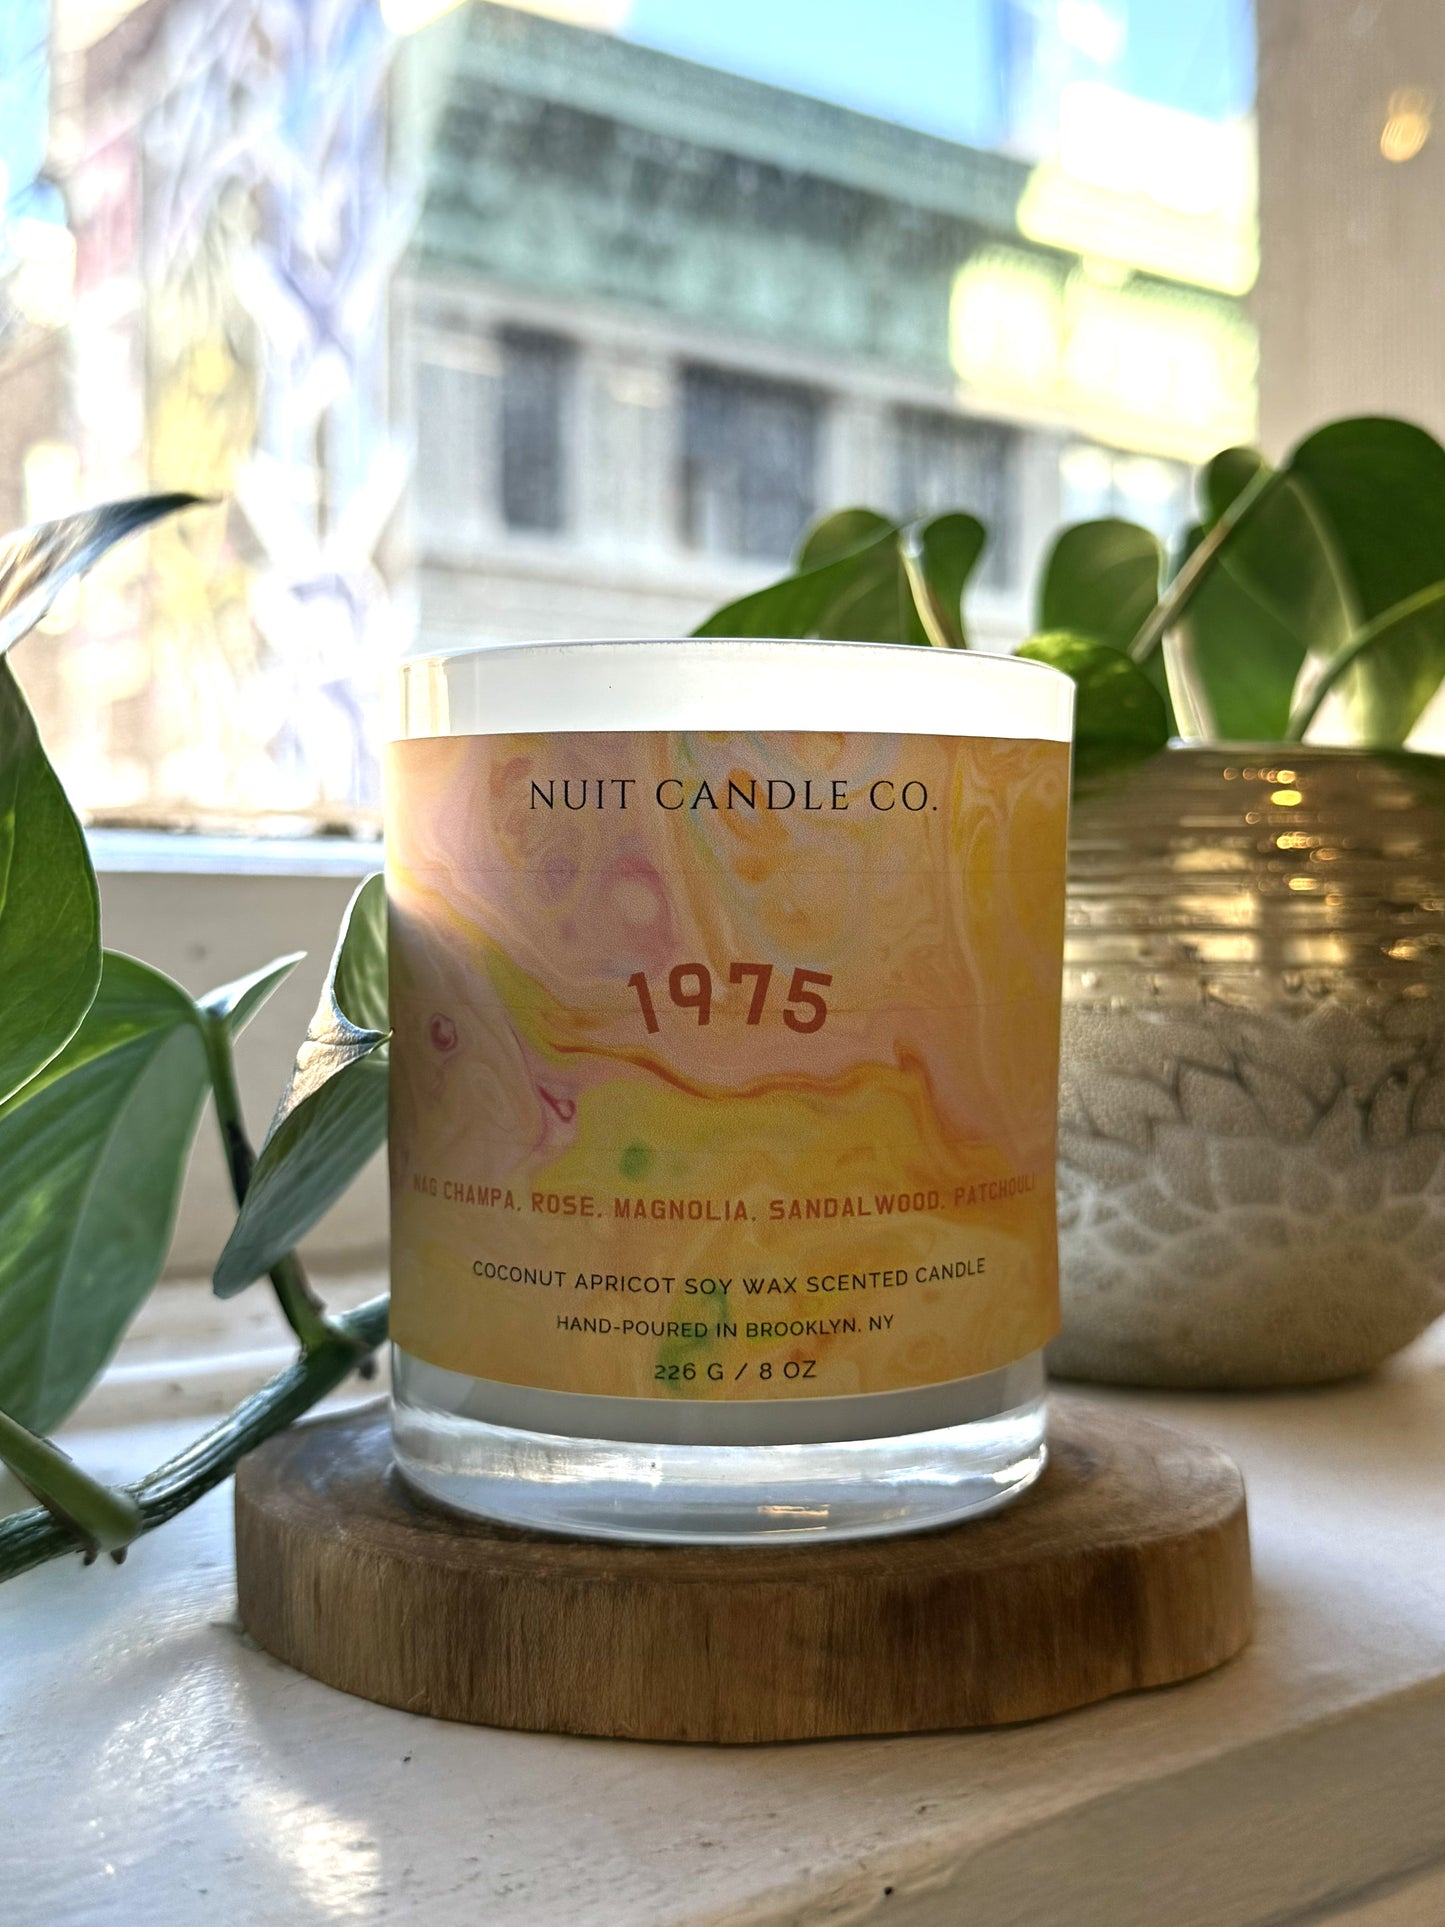 NUIT CANDLE CO.
1975
NAG CHAMPA, ROSE, MAGNOLIA, SANDALWOOD, PATCHOULI
COCONUT APRICOT SOY WAX SCENTED CANDLE
HAND-POURED IN BROOKLYN, NY
226 G / 8 OZ